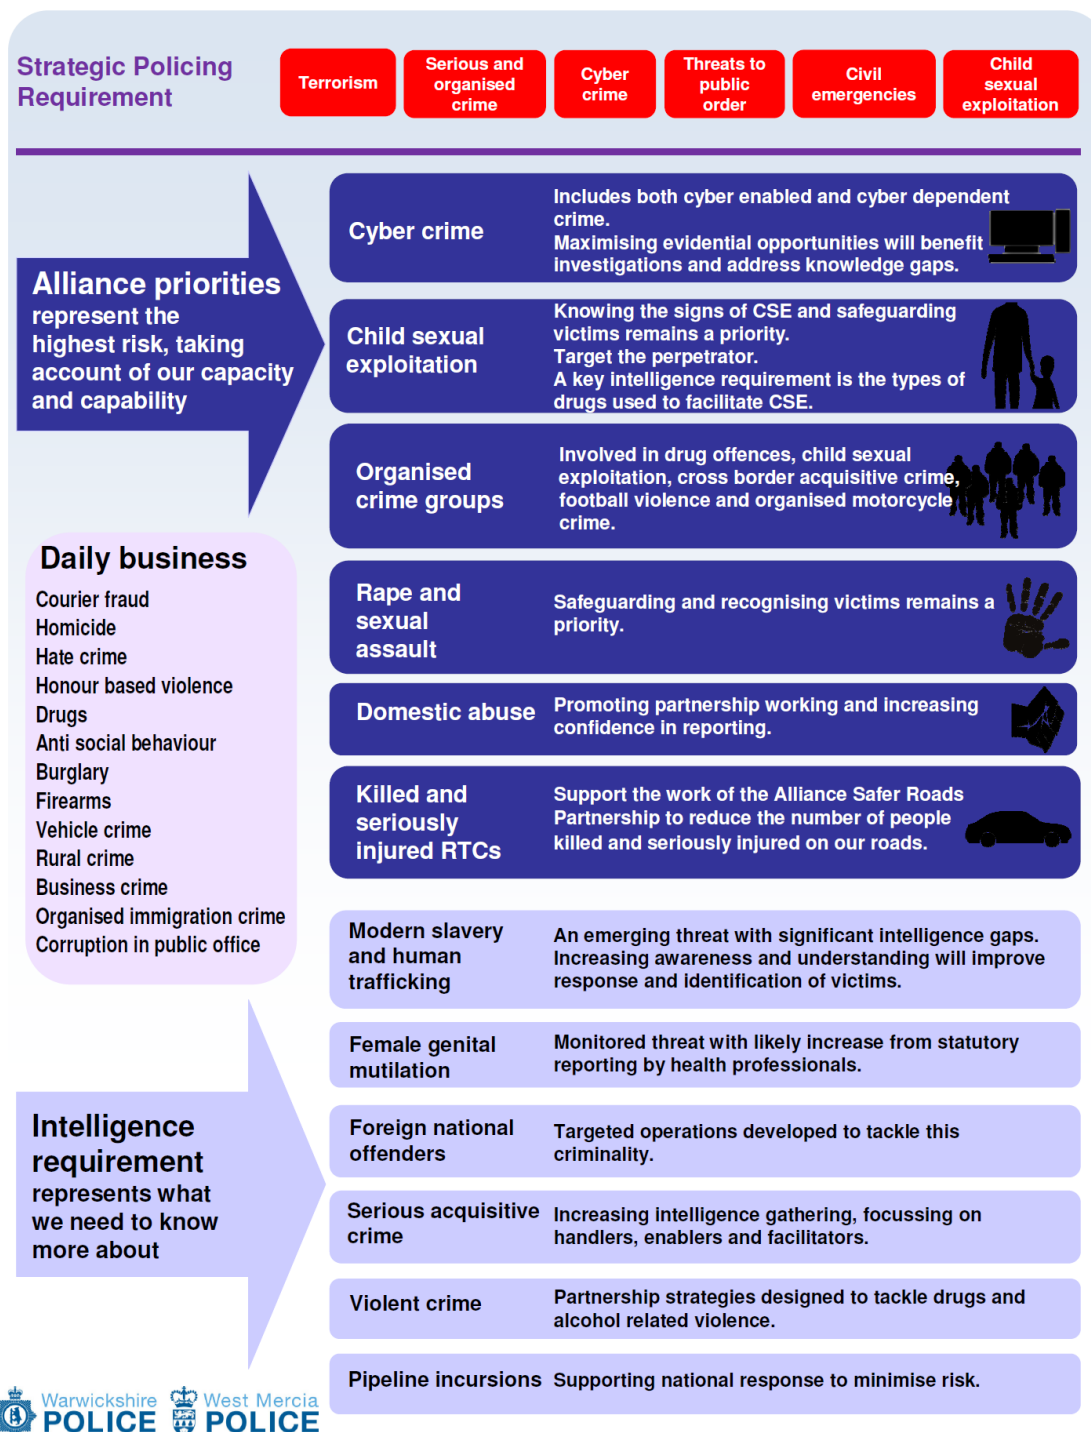 Strategic Policing
Requirement
Terrorism
Serious and
organised
crime
Cyber
crime
Threats to
public
order
Civil
emergencies
Child
sexual
exploitation
Alliance priorities
represent the
highest risk, taking
account of our capacity
and capability
Cyber crime
Includes both cyber enabled and cyber dependent
crime.
Maximising evidential opportunities will benefit
investigations and address knowledge gaps.
Child sexual
exploitation
Knowing the signs of CSE and safeguarding
victims remains a priority.
Target the perpetrator.
A key intelligence requirement is the types of
drugs used to facilitate CSE.
Organised
crime groups
Involved in drug offences, child sexual
exploitation, cross border acquisitive crime,
football violence and organised motorcycle
crime.
Rape and
sexual
assault
Safeguarding and recognising victims remains a
priority.
Domestic abuse
Promoting partnership working and increasing
confidence in reporting.
Killed and
seriously
injured RTCs
Support the work of the Alliance Safer Roads
Partnership to reduce the number of people
killed and seriously injured on our roads.
Daily business
Courier fraud
Homicide
Hate crime
Honour based violence
Drugs
Anti social behaviour
Burglary
Firearms
Vehicle crime
Rural crime
Business crime
Organised immigration crime
Corruption in public office
Intelligence
requirement
represents what
we need to know
more about
Modern slavery
and human
trafficking
An emerging threat with significant intelligence gaps.
Increasing awareness and understanding will improve
response and identification of victims.
Female genital
mutilation
Monitored threat with likely increase from statutory
reporting by health professionals.
Foreign national
offenders
Targeted operations developed to tackle this
criminality.
Serious acquisitive
crime
Increasing intelligence gathering, focussing on
handlers, enablers and facilitators.
Violent crime
Partnership strategies designed to tackle drugs and
alcohol related violence.
Pipeline incursions
Supporting national response to minimise risk.
Warwickshire
POLICE
West Mercia
POLICE